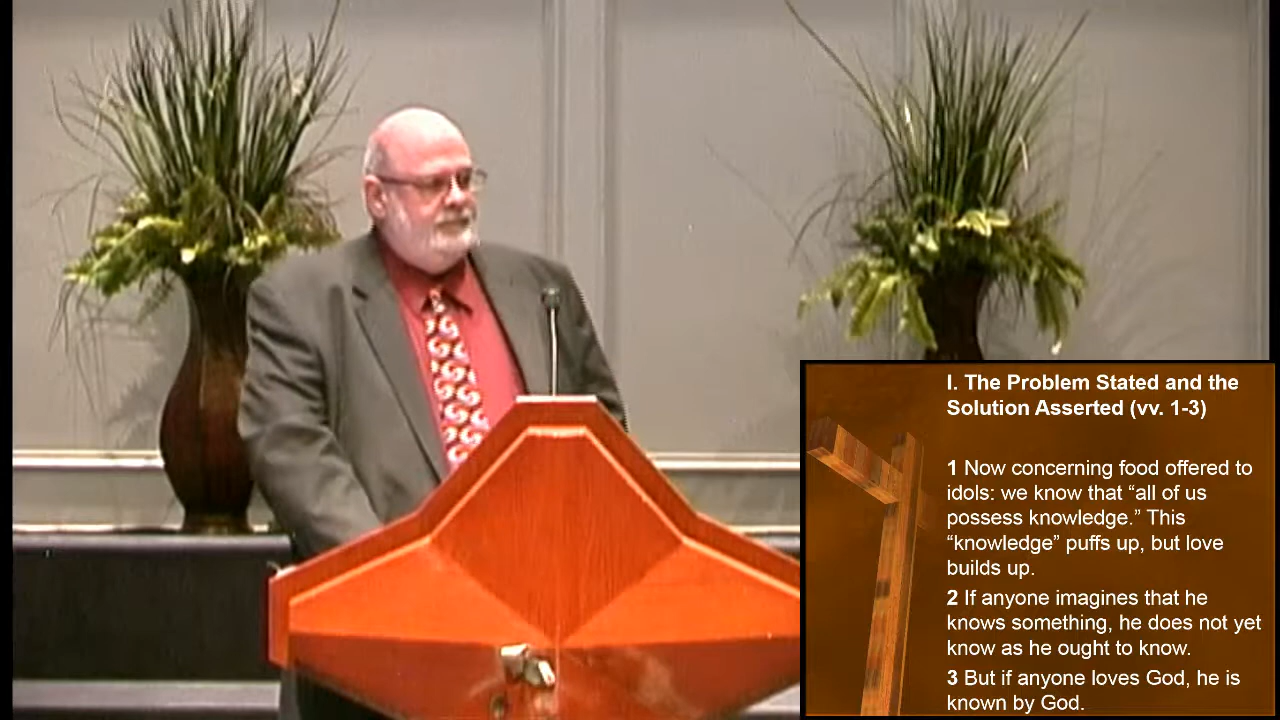 I. The Problem Stated and the
Solution Asserted (vv. 1-3)
1 Now concerning food offered to
idols: we know that “all of us
possess knowledge.” This
“knowledge” puffs up, but love
builds up.
2 If anyone imagines that he
knows something, he does not yet
know as he ought to know.
3 But if anyone loves God, he is
known by God.